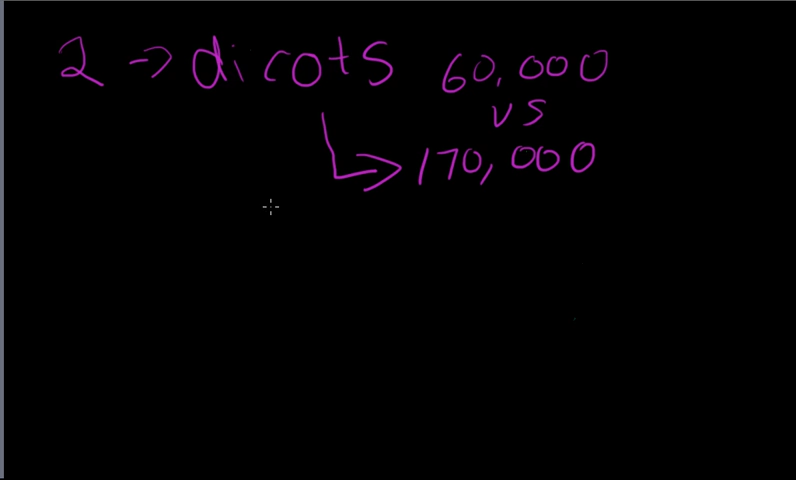 2 → dicots 60,000
vs
→ 170,000